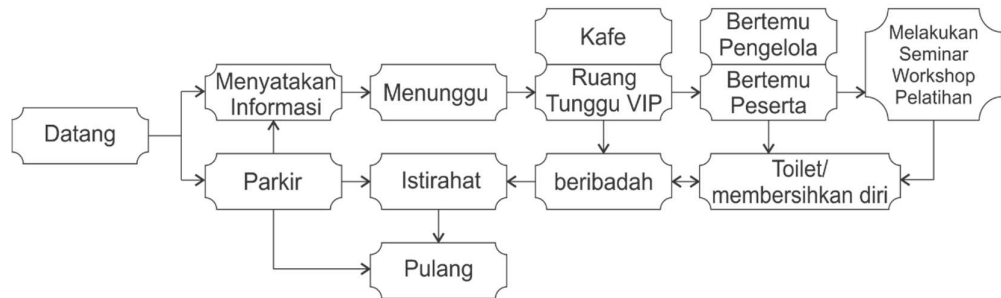 Datang
Menyatakan
Informasi
Parkir
Menunggu
Istirahat
Pulang
Kafe
Ruang
Tunggu VIP
beribadah
Bertemu
Pengelola
Bertemu
Peserta
Toilet/
membersihkan diri
Melakukan
Seminar
Workshop
Pelatihan